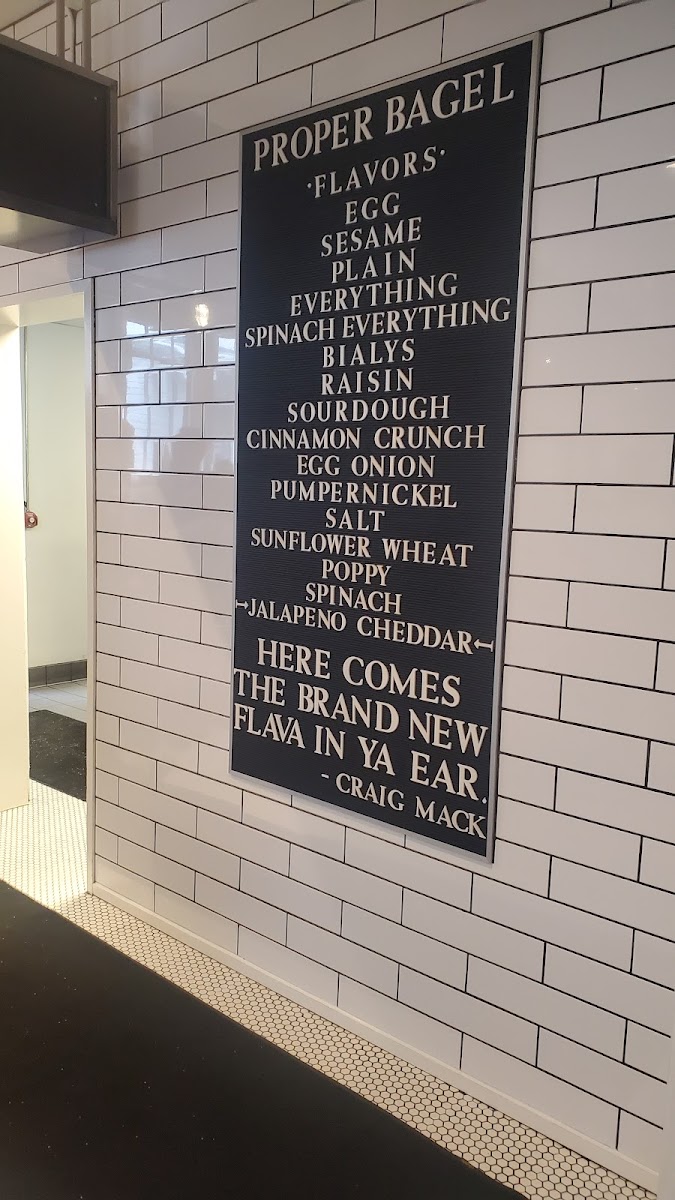 PROPER BAGEL
·FLAVORS·
EGG
SESAME
PLAIN
EVERYTHING
SPINACH EVERYTHING
BIALYS
RAISIN
SOURDOUGH
CINNAMON CRUNCH
EGG ONION
PUMPERNICKEL
SALT
SUNFLOWER WHEAT
POPPY
SPINACH
↦JALAPENO CHEDDAR↤
HERE COMES
THE BRAND NEW
FLAVA IN YA EAR.
- CRAIG MACK